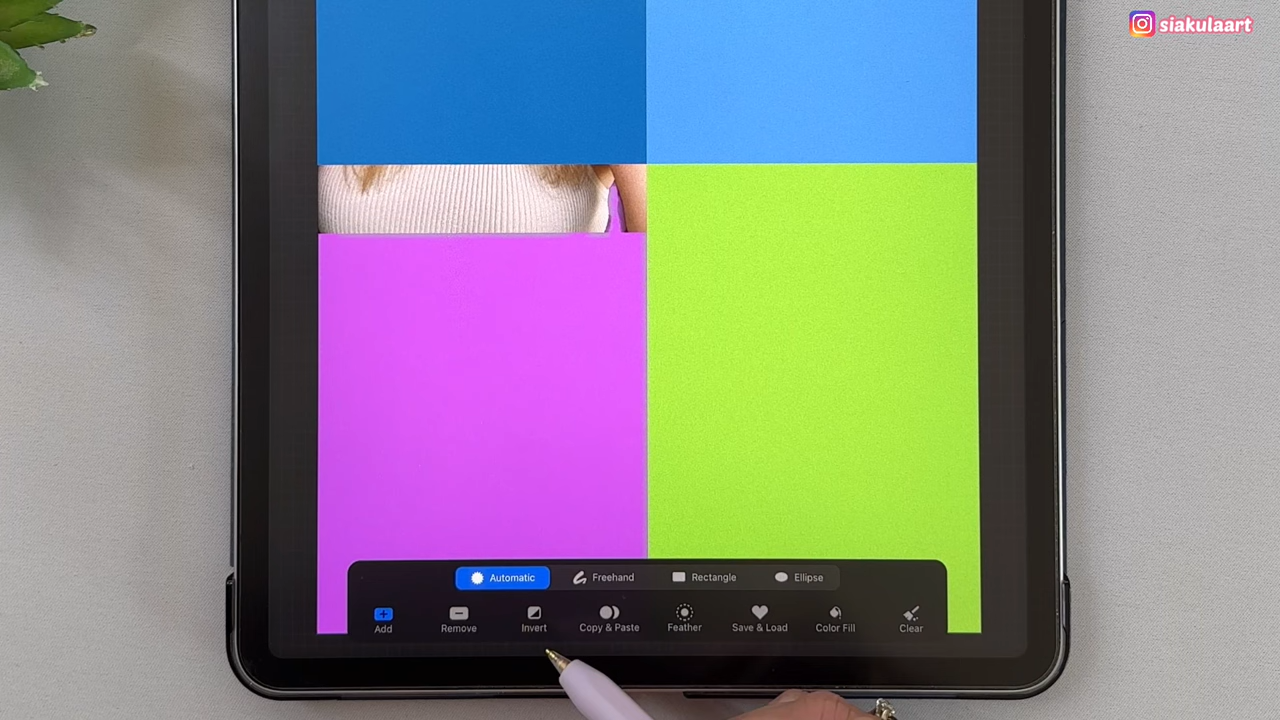 siakulaart
Automatic Freehand Rectangle Ellipse
Add Remove Invert Copy & Paste Feather Save & Load Color Fill Clear